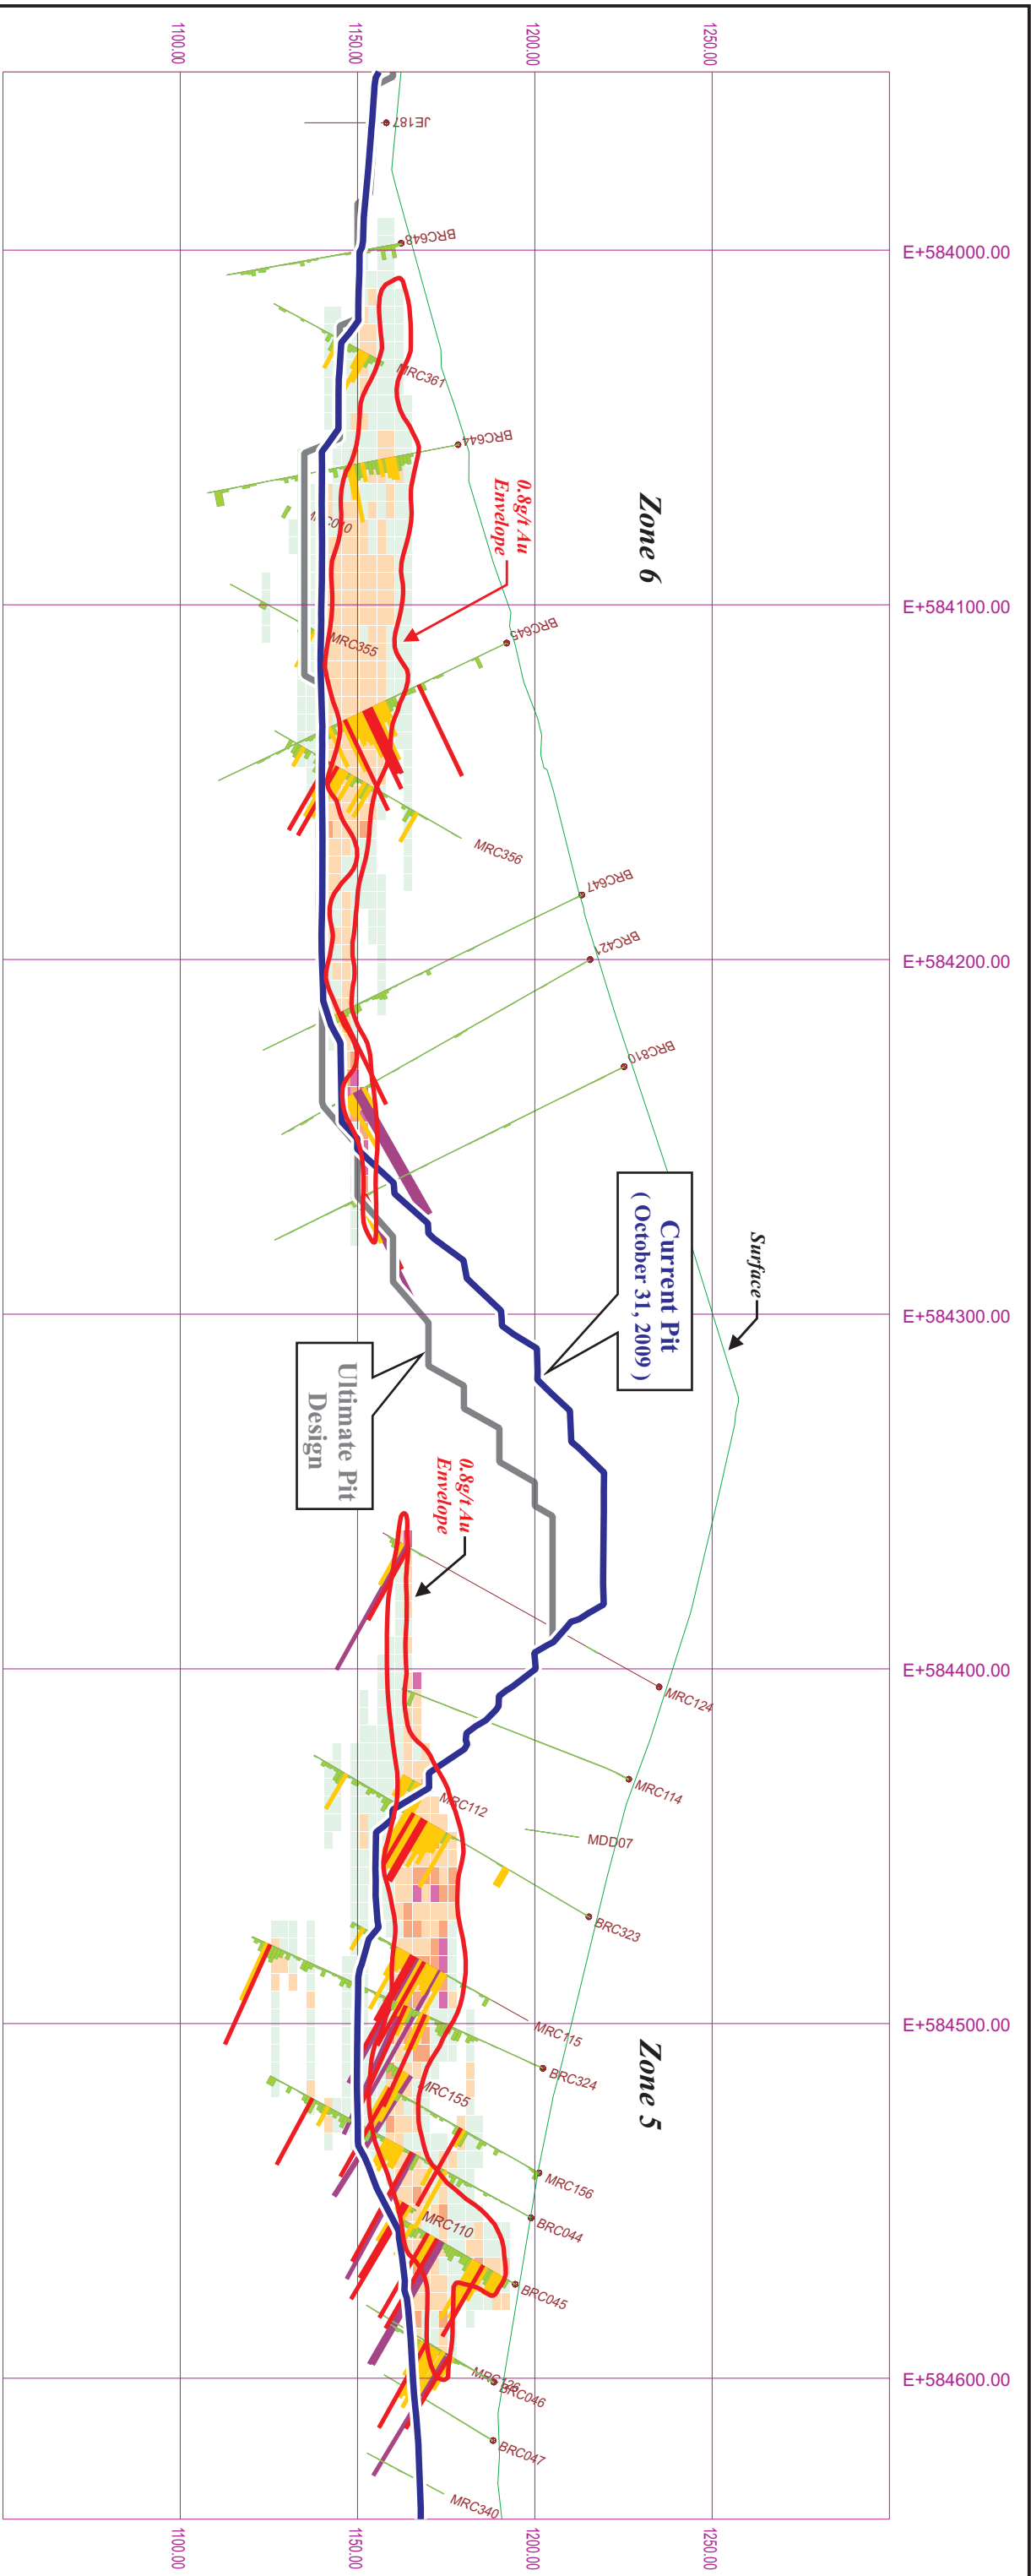 1250.00
1200.00
1150.00
1100.00
1250.00
1200.00
1150.00
1100.00
E+584000.00
E+584100.00
E+584200.00
E+584300.00
E+584400.00
E+584500.00
E+584600.00
Zone 6
Zone 5
Surface
Current Pit
( October 31, 2009 )
Ultimate Pit
Design
0.8g/t Au
Envelope
0.8g/t Au
Envelope
JE187
BRC648
MRC361
BRC644
MRC355
BRC645
MRC356
BRC647
BRC421
BRC810
MRC124
MRC114
MRC112
MDD07
BRC323
MRC115
BRC324
MRC155
MRC156
BRC044
MRC110
BRC045
BRC046
BRC047
MRC340